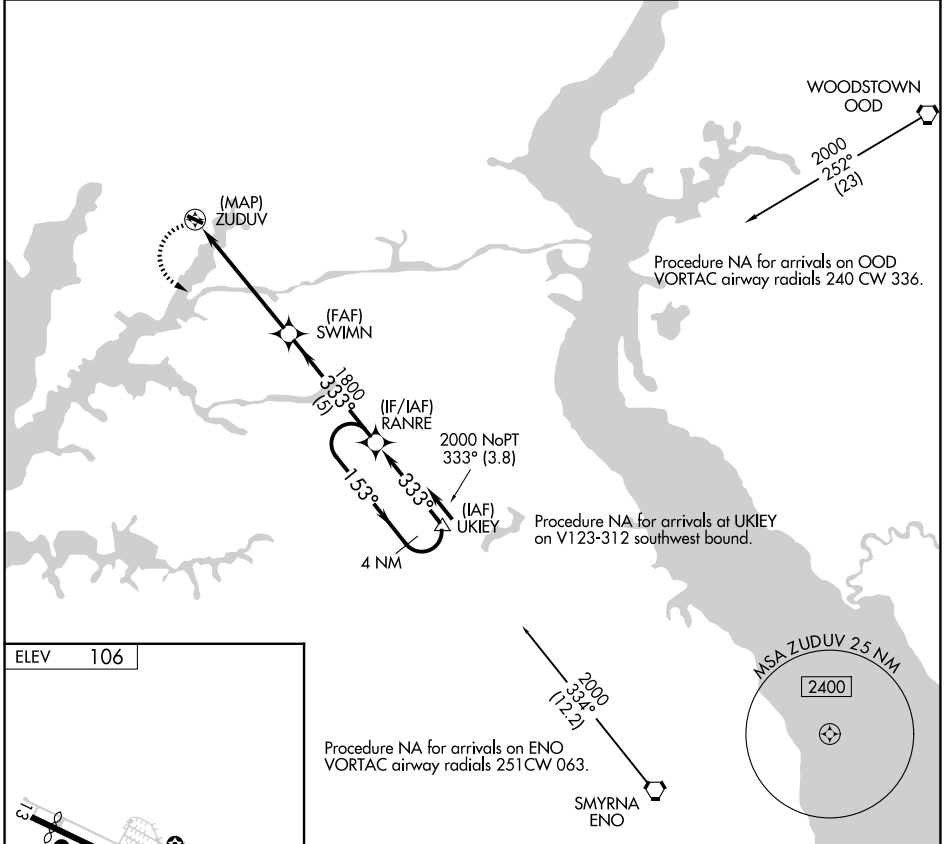 WOODSTOWN
OOD
2000
252°
(23)
(MAP)
ZUDUV
Procedure NA for arrivals on OOD
VORTAC airway radials 240 CW 336.
(FAF)
SWIMN
1800
333°
(5)
(IF/IAF)
RANRE
2000 NoPT
333° (3.8)
153°
333°
(IAF)
UKIEY
4 NM
Procedure NA for arrivals at UKIEY
on V123-312 southwest bound.
ELEV 106
MSA ZUDUV 25 NM
2400
2000
334°
(12.2)
Procedure NA for arrivals on ENO
VORTAC airway radials 251CW 063.
SMYRNA
ENO
13